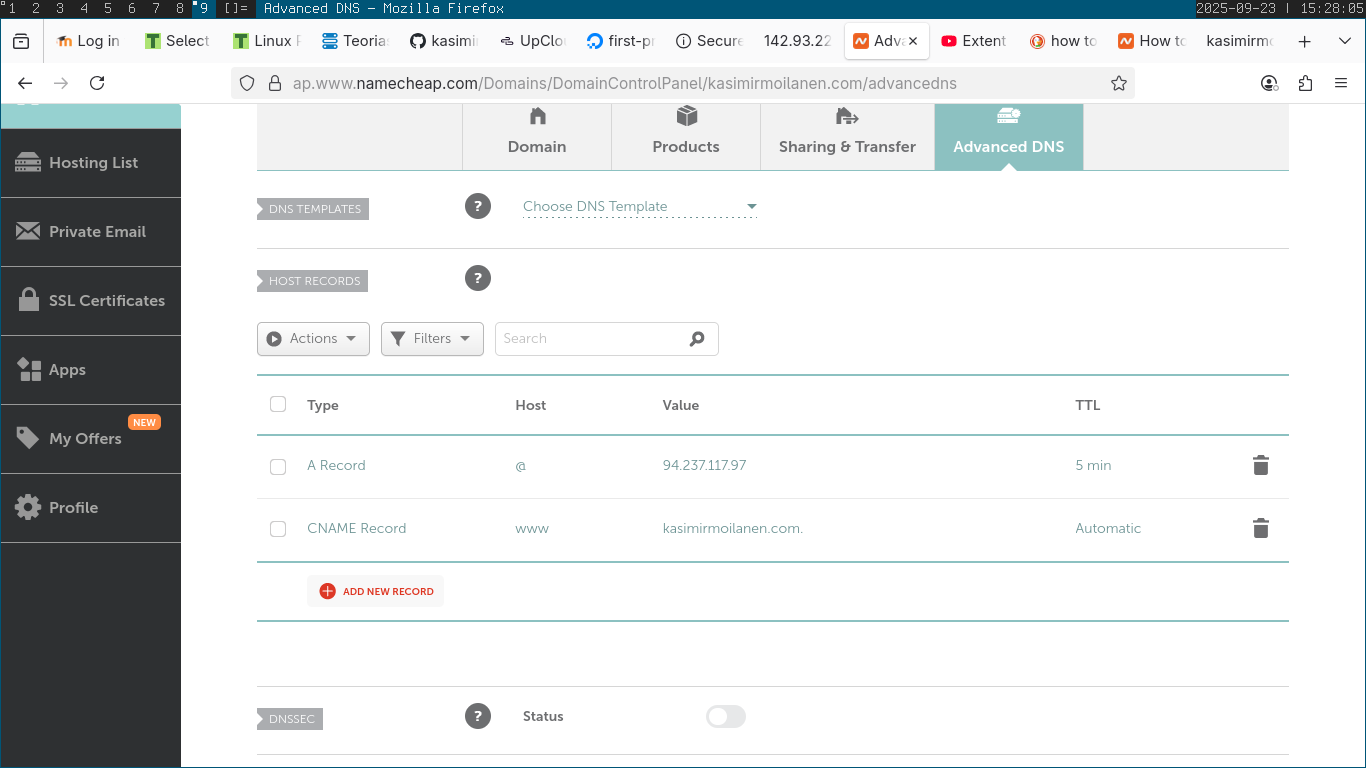 1 2 3 4 5 6 7 8 9 []= Advanced DNS — Mozilla Firefox 2025-09-23 | 15:28:05
Log in Select Linux Teoria kasimi UpClo first-p Secure 142.93.22 Adv Extent how to How to kasimirmo
ap.www.namecheap.com/Domains/DomainControlPanel/kasimirmoilanen.com/advancedns
Domain Products Sharing & Transfer Advanced DNS
Hosting List
Private Email
SSL Certificates
Apps
NEW
My Offers
Profile
DNS TEMPLATES ? Choose DNS Template
HOST RECORDS ?
Actions Filters Search
Type Host Value TTL
A Record @ 94.237.117.97 5 min
CNAME Record www kasimirmoilanen.com. Automatic
ADD NEW RECORD
DNSSEC ? Status